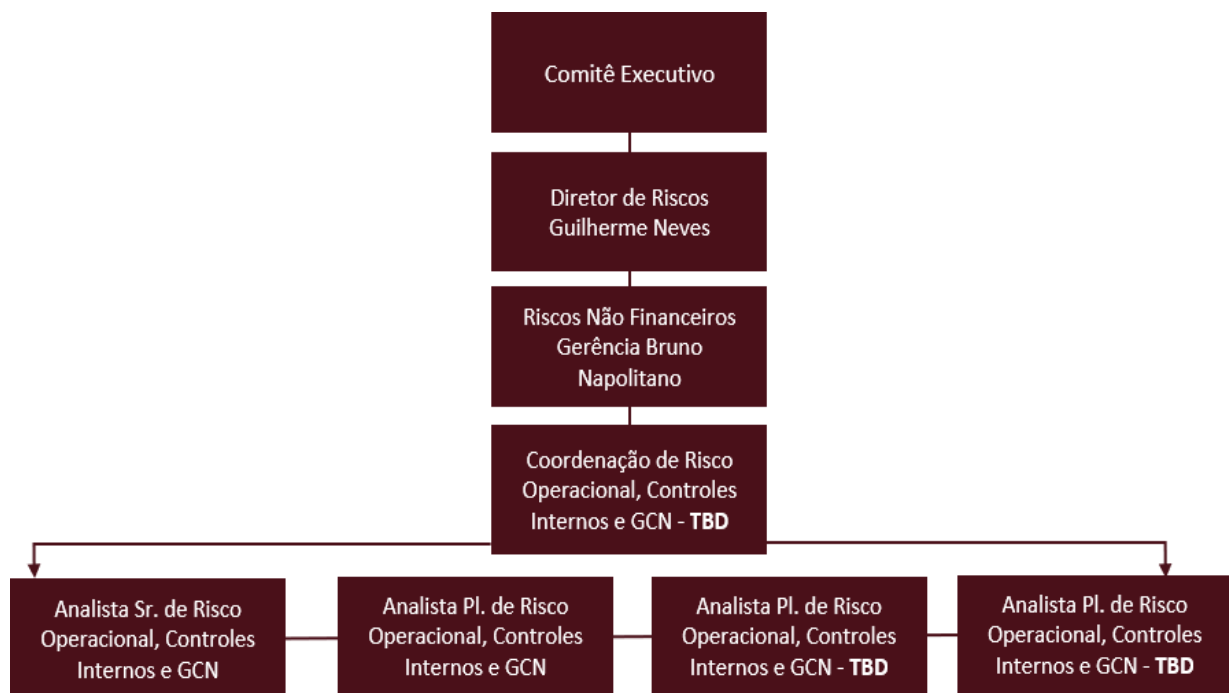 Comitê Executivo
Diretor de Riscos
Guilherme Neves
Riscos Não Financeiros
Gerência Bruno
Napolitano
Coordenação de Risco
Operacional, Controles
Internos e GCN - TBD
Analista Sr. de Risco
Operacional, Controles
Internos e GCN
Analista Pl. de Risco
Operacional, Controles
Internos e GCN
Analista Pl. de Risco
Operacional, Controles
Internos e GCN - TBD
Analista Pl. de Risco
Operacional, Controles
Internos e GCN - TBD